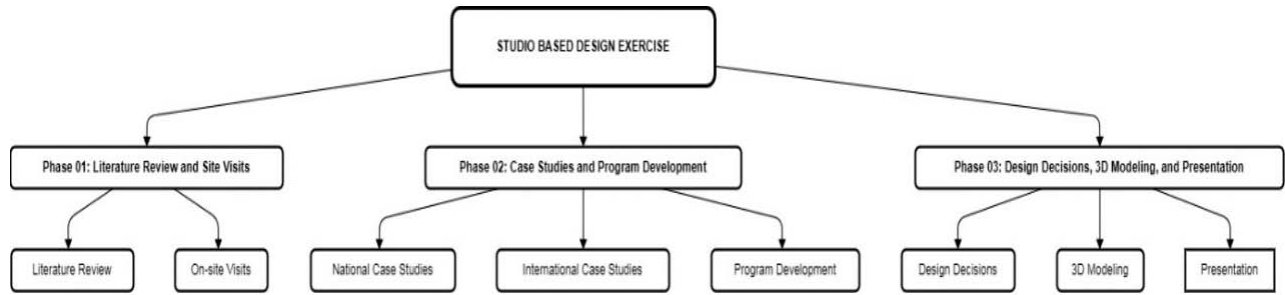 STUDIO BASED DESIGN EXERCISE
Phase 01: Literature Review and Site Visits
Phase 02: Case Studies and Program Development
Phase 03: Design Decisions, 3D Modeling, and Presentation
Literature Review
On-site Visits
National Case Studies
International Case Studies
Program Development
Design Decisions
3D Modeling
Presentation